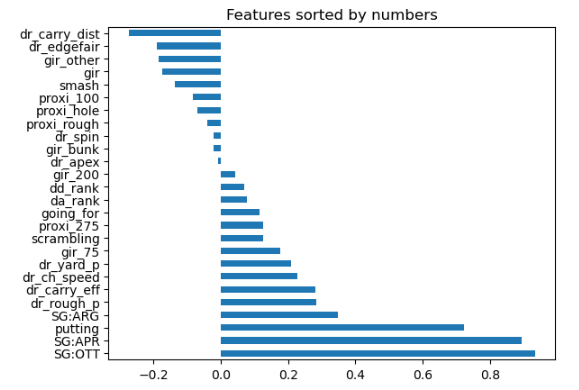 Features sorted by numbers
dr_carry_dist
dr_edgefair
gir_other
gir
smash
proxi_100
proxi_hole
proxi_rough
dr_spin
gir_bunk
dr_apex
gir_200
dd_rank
da_rank
going_for
proxi_275
scrambling
gir_75
dr_yard_p
dr_ch_speed
dr_carry_eff
dr_rough_p
SG:ARG
putting
SG:APR
SG:OTT
−0.2 0.0 0.2 0.4 0.6 0.8